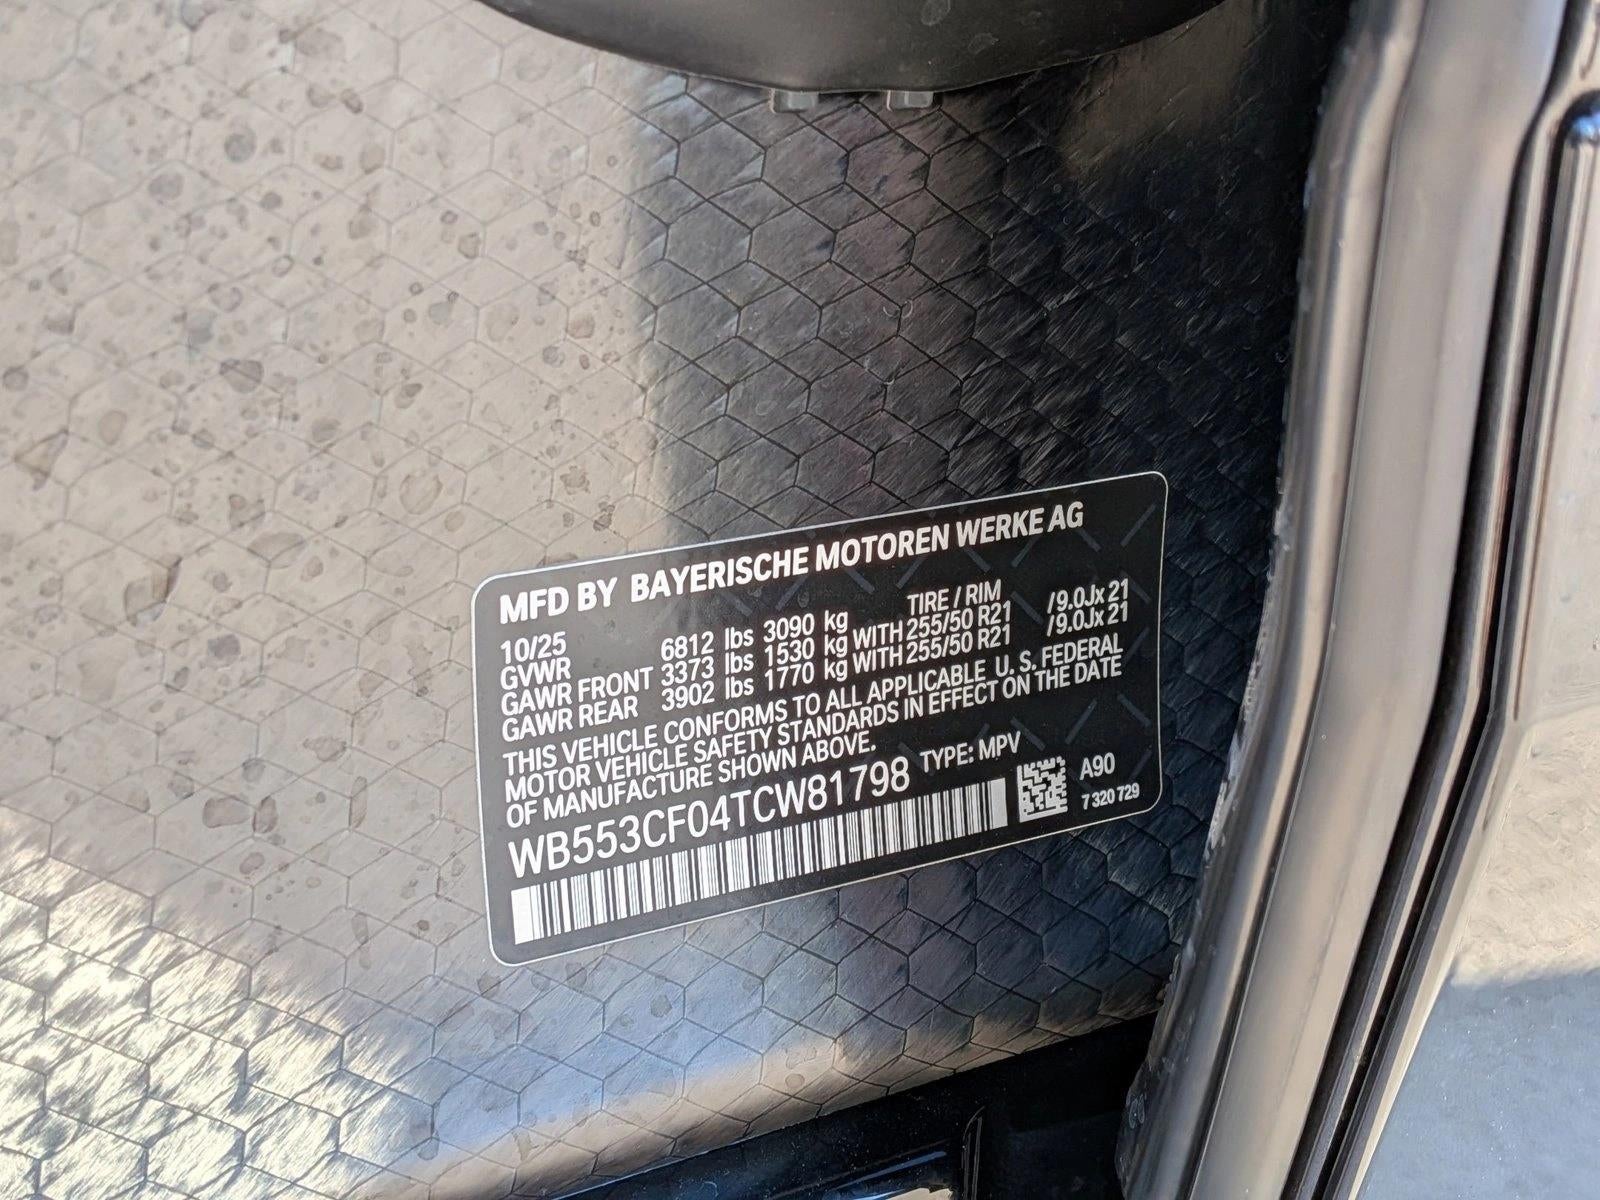 MFD BY BAYERISCHE MOTOREN WERKE AG
10/25 TIRE / RIM
GVWR 6812 lbs 3090 kg
GAWR FRONT 3373 lbs 1530 kg WITH 255/50 R21 /9.0Jx 21
GAWR REAR 3902 lbs 1770 kg WITH 255/50 R21 /9.0Jx 21
THIS VEHICLE CONFORMS TO ALL APPLICABLE U. S. FEDERAL
MOTOR VEHICLE SAFETY STANDARDS IN EFFECT ON THE DATE
OF MANUFACTURE SHOWN ABOVE.
WB553CF04TCW81798 TYPE: MPV
A90
7 320 729